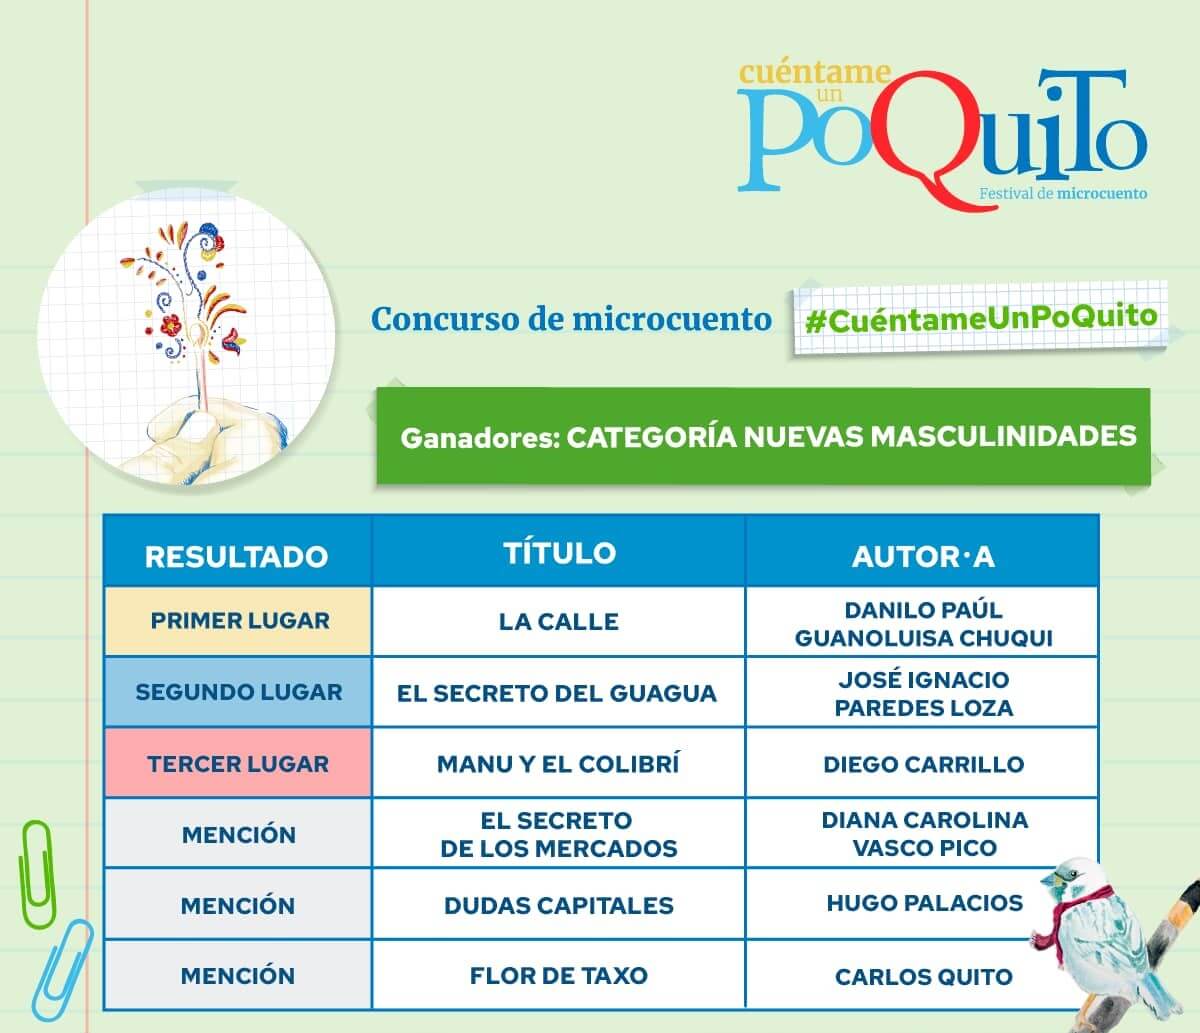 cuéntame
un
PoQuiTo
Festival de microcuento
Concurso de microcuento
#CuéntameUnPoQuito
Ganadores: CATEGORÍA NUEVAS MASCULINIDADES
RESULTADO TÍTULO AUTOR·A
PRIMER LUGAR LA CALLE DANILO PAÚL
GUANOLUISA CHUQUI
SEGUNDO LUGAR EL SECRETO DEL GUAGUA JOSÉ IGNACIO
PAREDES LOZA
TERCER LUGAR MANU Y EL COLIBRÍ DIEGO CARRILLO
MENCIÓN EL SECRETO
DE LOS MERCADOS DIANA CAROLINA
VASCO PICO
MENCIÓN DUDAS CAPITALES HUGO PALACIOS
MENCIÓN FLOR DE TAXO CARLOS QUITO